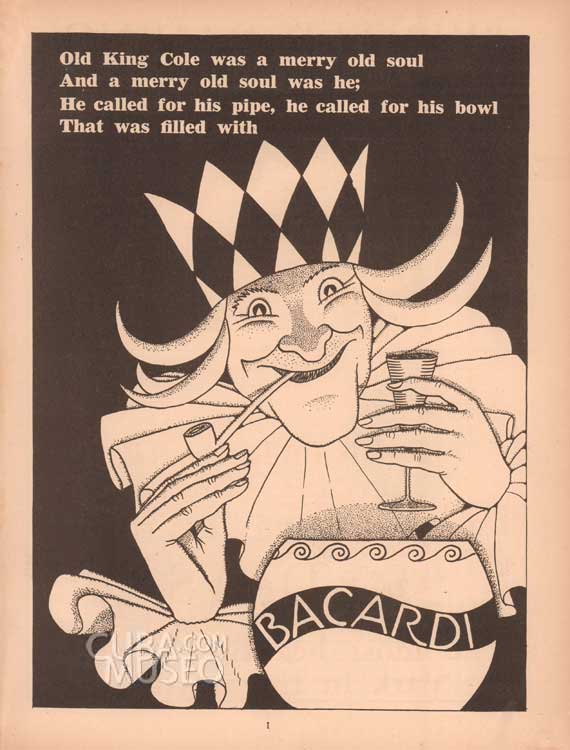 Old King Cole was a merry old soul
And a merry old soul was he;
He called for his pipe, he called for his bowl
That was filled with
BACARDI
CUBA.COM
MUSEO
1